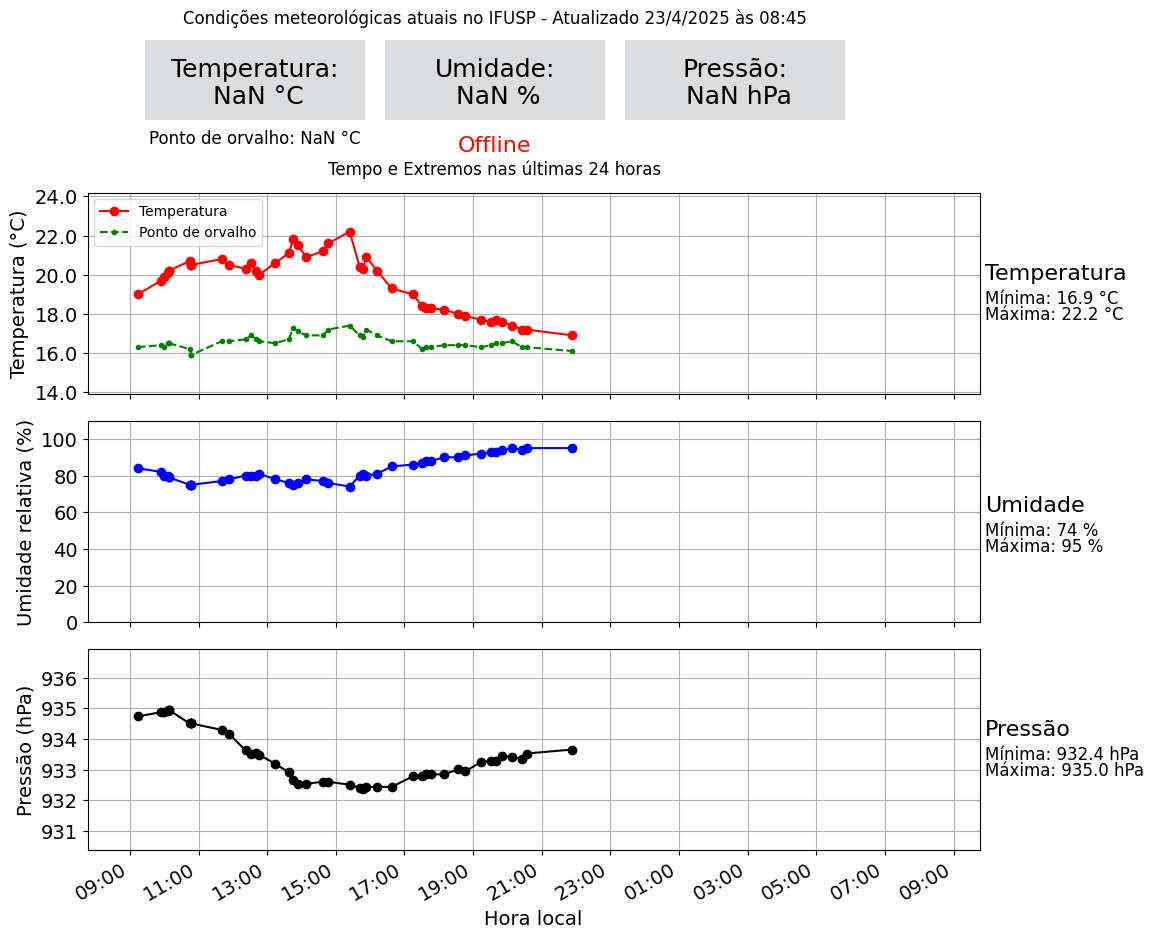 Condições meteorológicas atuais no IFUSP - Atualizado 23/4/2025 às 08:45
Temperatura:
NaN °C
Umidade:
NaN %
Pressão:
NaN hPa
Ponto de orvalho: NaN °C
Offline
Tempo e Extremos nas últimas 24 horas
Temperatura (°C)
24.0
22.0
20.0
18.0
16.0
14.0
Temperatura
Ponto de orvalho
Temperatura
Mínima: 16.9 °C
Máxima: 22.2 °C
Umidade relativa (%)
100
80
60
40
20
0
Umidade
Mínima: 74 %
Máxima: 95 %
Pressão (hPa)
936
935
934
933
932
931
Pressão
Mínima: 932.4 hPa
Máxima: 935.0 hPa
09:00 11:00 13:00 15:00 17:00 19:00 21:00 23:00 01:00 03:00 05:00 07:00 09:00
Hora local